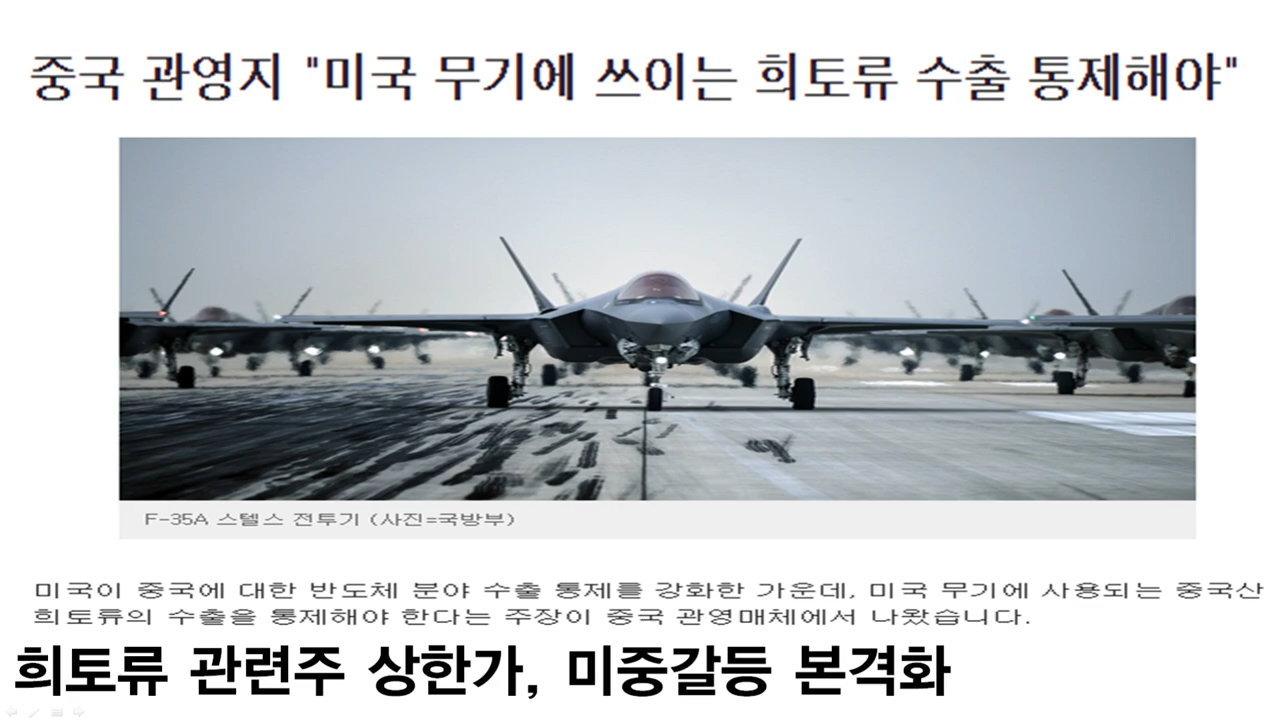 중국 관영지 "미국 무기에 쓰이는 희토류 수출 통제해야"
F-35A 스텔스 전투기 (사진=국방부)
미국이 중국에 대한 반도체 분야 수출 통제를 강화한 가운데, 미국 무기에 사용되는 중국산
희토류의 수출을 통제해야 한다는 주장이 중국 관영매체에서 나왔습니다.
희토류 관련주 상한가, 미중갈등 본격화